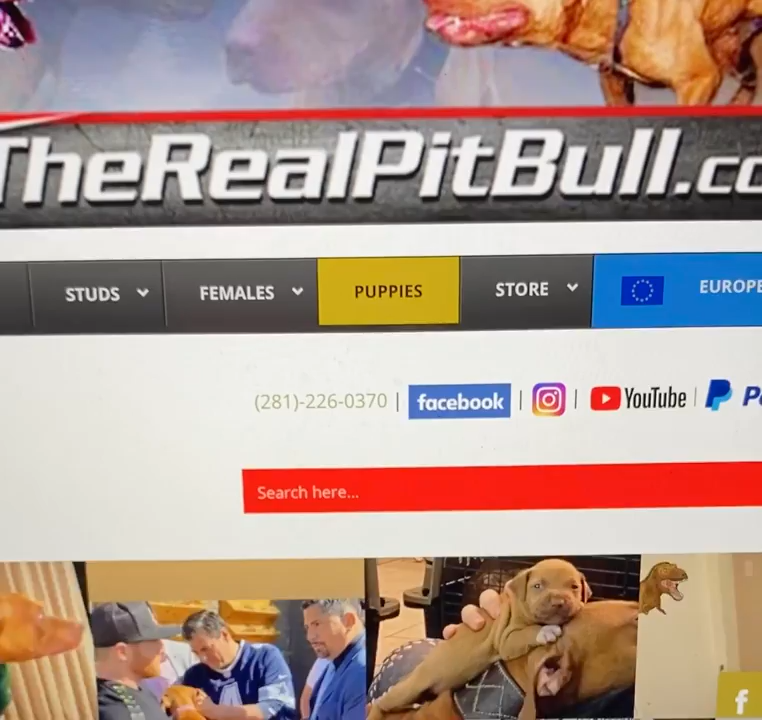 TheRealPitBull.co
STUDS FEMALES PUPPIES STORE EUROPE
(281)-226-0370 | facebook | | YouTube | P
Search here...
f